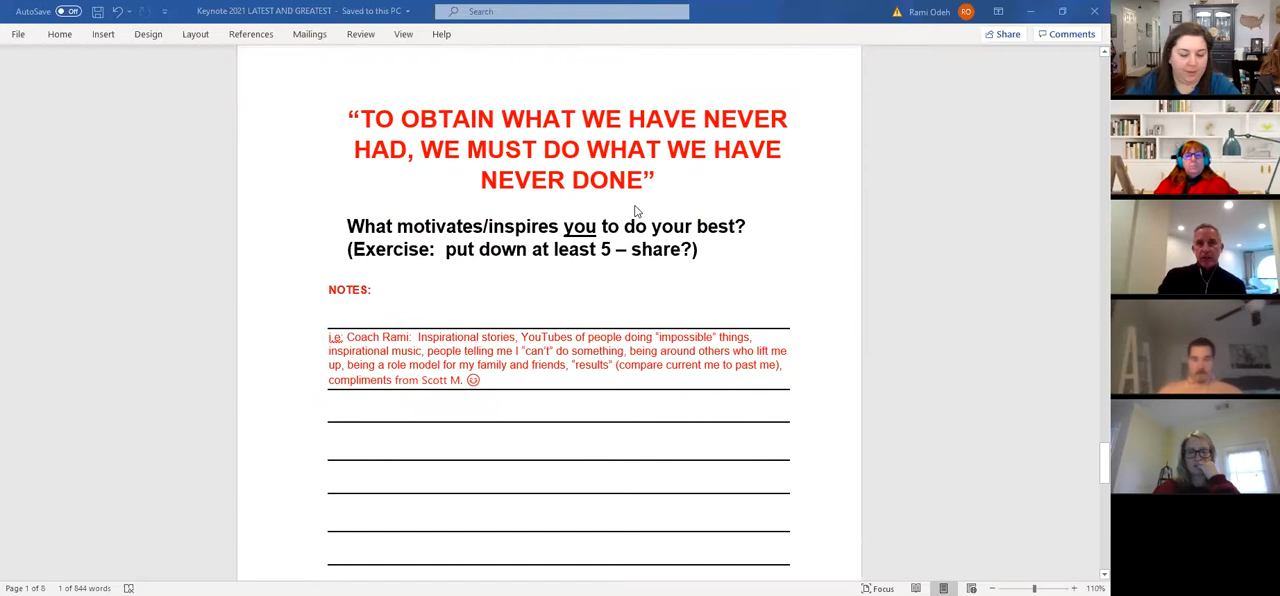 AutoSave Off Keynote 2021 LATEST AND GREATEST - Saved to this PC Search Rami Odeh RO
File Home Insert Design Layout References Mailings Review View Help Share Comments
“TO OBTAIN WHAT WE HAVE NEVER
HAD, WE MUST DO WHAT WE HAVE
NEVER DONE”
What motivates/inspires you to do your best?
(Exercise: put down at least 5 – share?)
NOTES:
i.e: Coach Rami: Inspirational stories, YouTubes of people doing “impossible” things,
inspirational music, people telling me I “can’t” do something, being around others who lift me
up, being a role model for my family and friends, “results” (compare current me to past me),
compliments from Scott M. ☺
Page 1 of 8 1 of 844 words Focus 110%